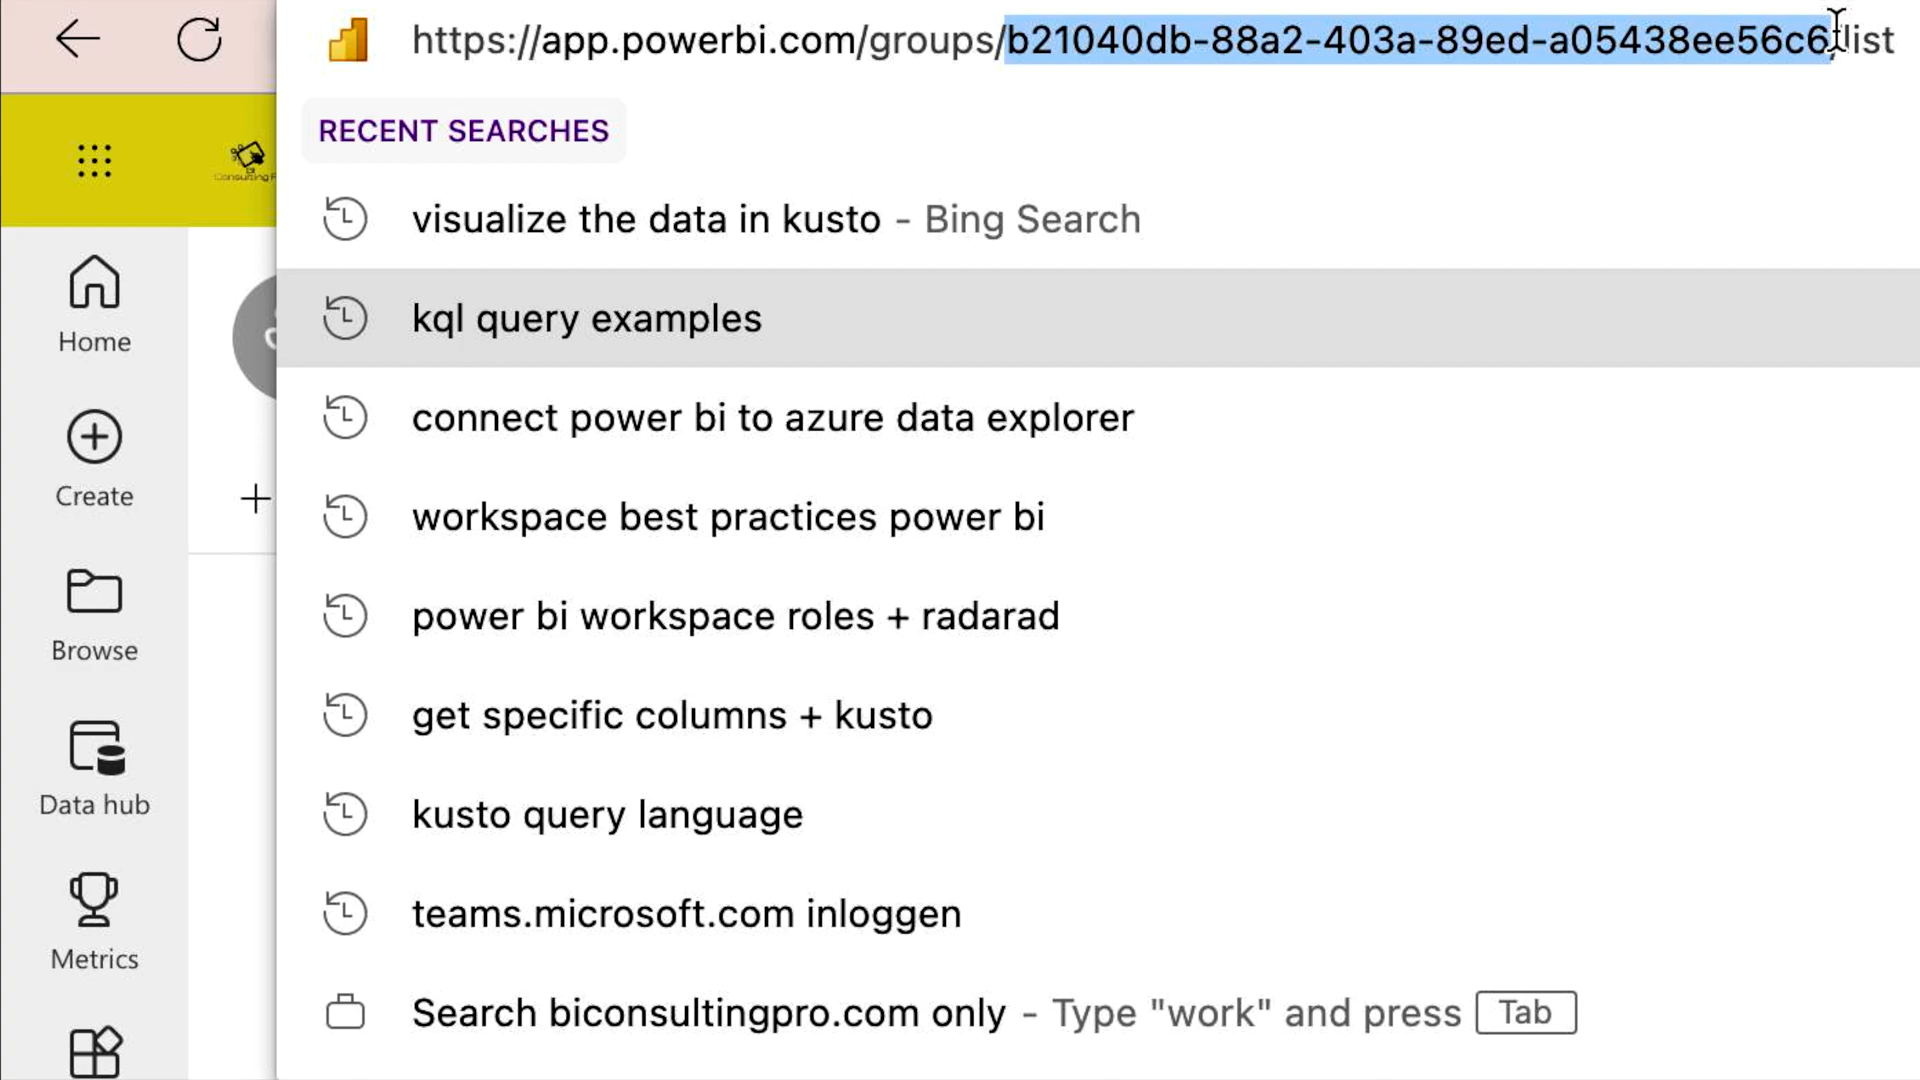 https://app.powerbi.com/groups/b21040db-88a2-403a-89ed-a05438ee56c6/list
RECENT SEARCHES
visualize the data in kusto - Bing Search
kql query examples
connect power bi to azure data explorer
workspace best practices power bi
power bi workspace roles + radarad
get specific columns + kusto
kusto query language
teams.microsoft.com inloggen
Search biconsultingpro.com only - Type "work" and press Tab
Consulting
Home
Create
Browse
Data hub
Metrics